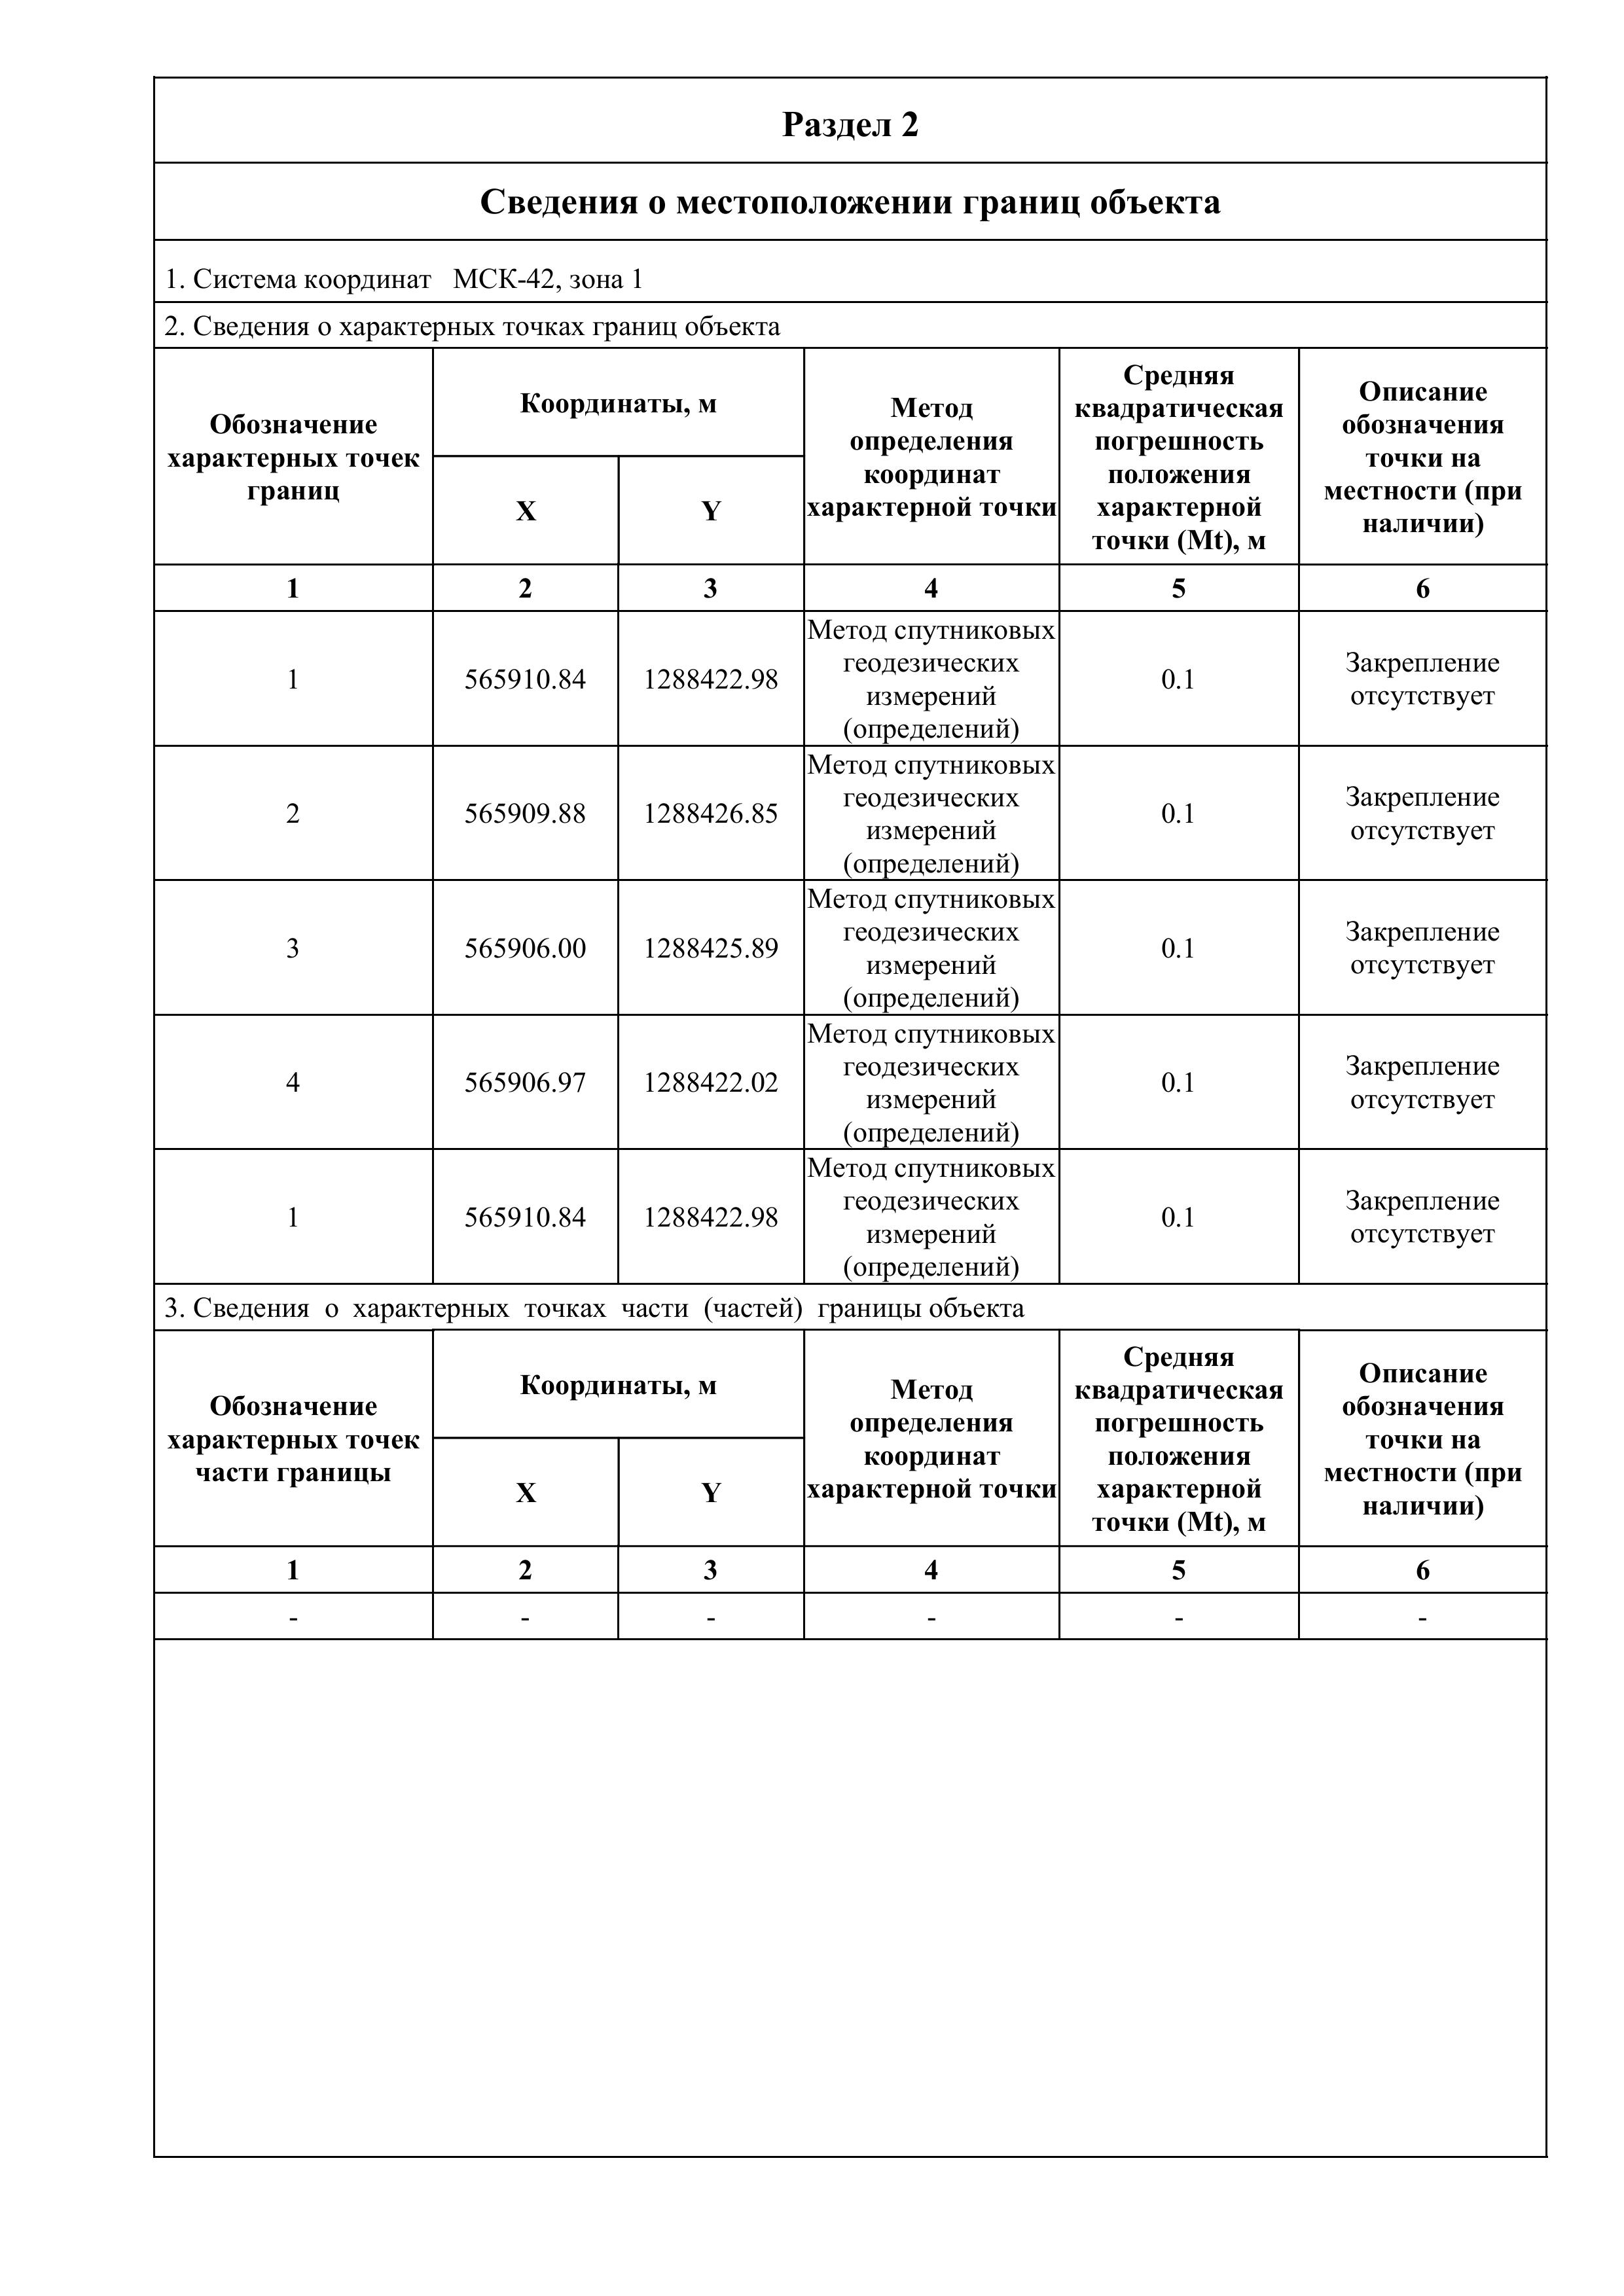 Раздел 2
Сведения о местоположении границ объекта
1. Система координат МСК-42, зона 1
2. Сведения о характерных точках границ объекта
Обозначение
характерных точек
границ
Координаты, м
X
Y
Метод
определения
координат
характерной точки
Средняя
квадратическая
погрешность
положения
характерной
точки (Mt), м
Описание
обозначения
точки на
местности (при
наличии)
1 2 3 4 5 6
1
565910.84
1288422.98
Метод спутниковых
геодезических
измерений
(определений)
0.1
Закрепление
отсутствует
2
565909.88
1288426.85
Метод спутниковых
геодезических
измерений
(определений)
0.1
Закрепление
отсутствует
3
565906.00
1288425.89
Метод спутниковых
геодезических
измерений
(определений)
0.1
Закрепление
отсутствует
4
565906.97
1288422.02
Метод спутниковых
геодезических
измерений
(определений)
0.1
Закрепление
отсутствует
1
565910.84
1288422.98
Метод спутниковых
геодезических
измерений
(определений)
0.1
Закрепление
отсутствует
3. Сведения о характерных точках части (частей) границы объекта
Обозначение
характерных точек
части границы
Координаты, м
X
Y
Метод
определения
координат
характерной точки
Средняя
квадратическая
погрешность
положения
характерной
точки (Mt), м
Описание
обозначения
точки на
местности (при
наличии)
1 2 3 4 5 6
- - - - - -